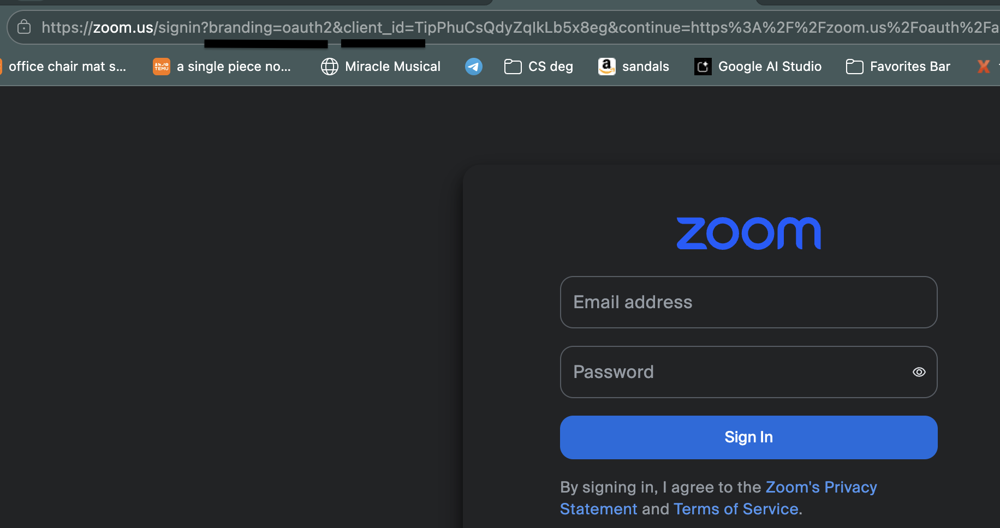 https://zoom.us/signin?branding=oauth2&client_id=TipPhuCsQdyZqIkLb5x8eg&continue=https%3A%2F%2Fzoom.us%2Foauth%2Fa
office chair mat s... TEMU a single piece no... Miracle Musical CS deg a sandals Google AI Studio Favorites Bar
zoom
Email address
Password
Sign In
By signing in, I agree to the Zoom's Privacy
Statement and Terms of Service.